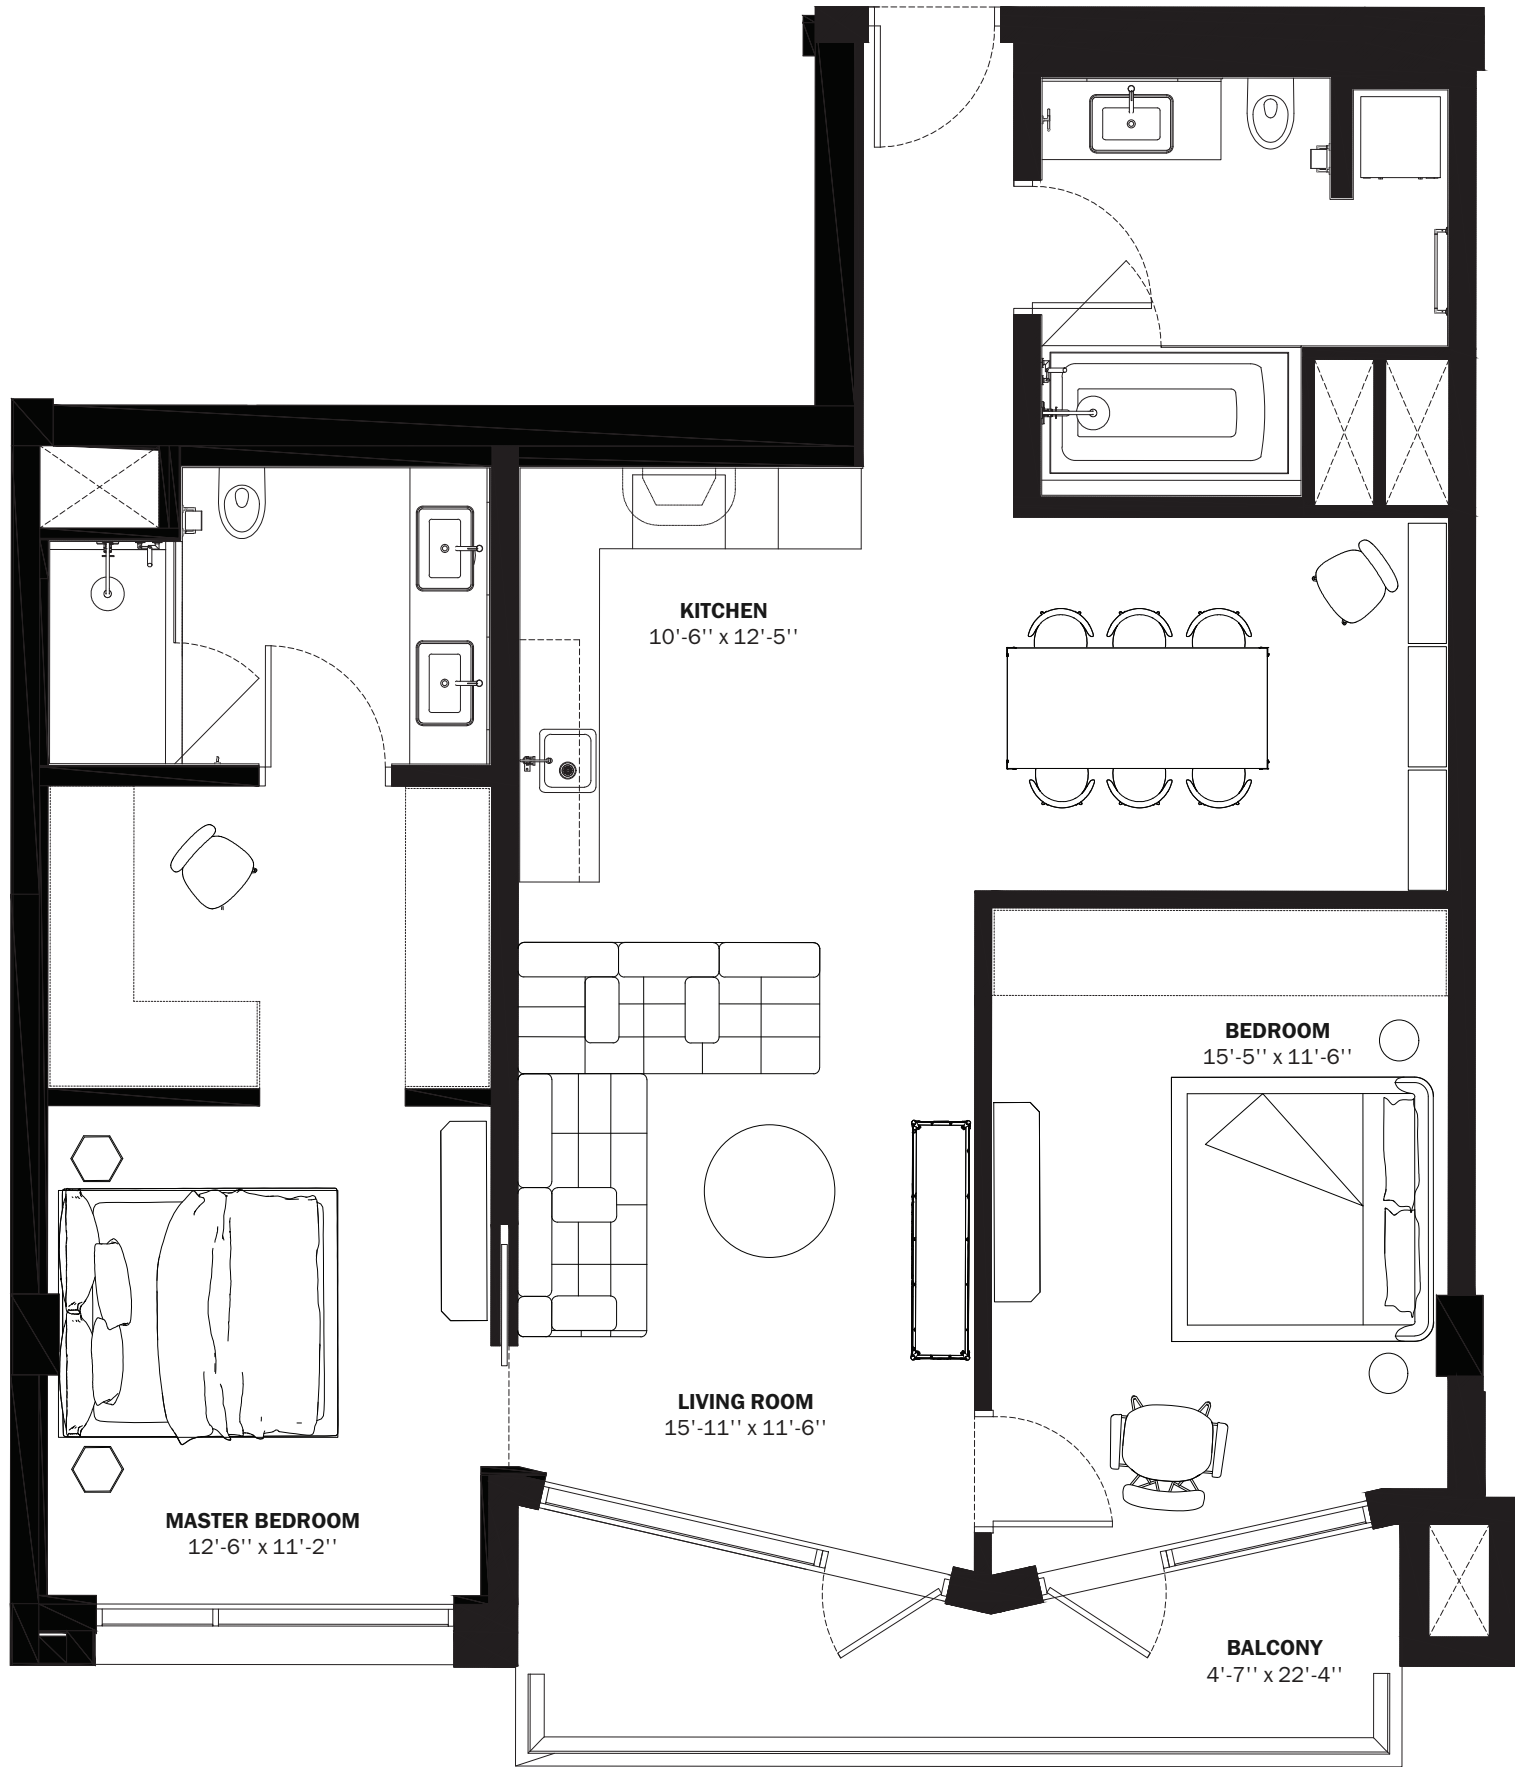 KITCHEN
10'-6'' x 12'-5''
BEDROOM
15'-5'' x 11'-6''
LIVING ROOM
15'-11'' x 11'-6''
MASTER BEDROOM
12'-6'' x 11'-2''
BALCONY
4'-7'' x 22'-4''